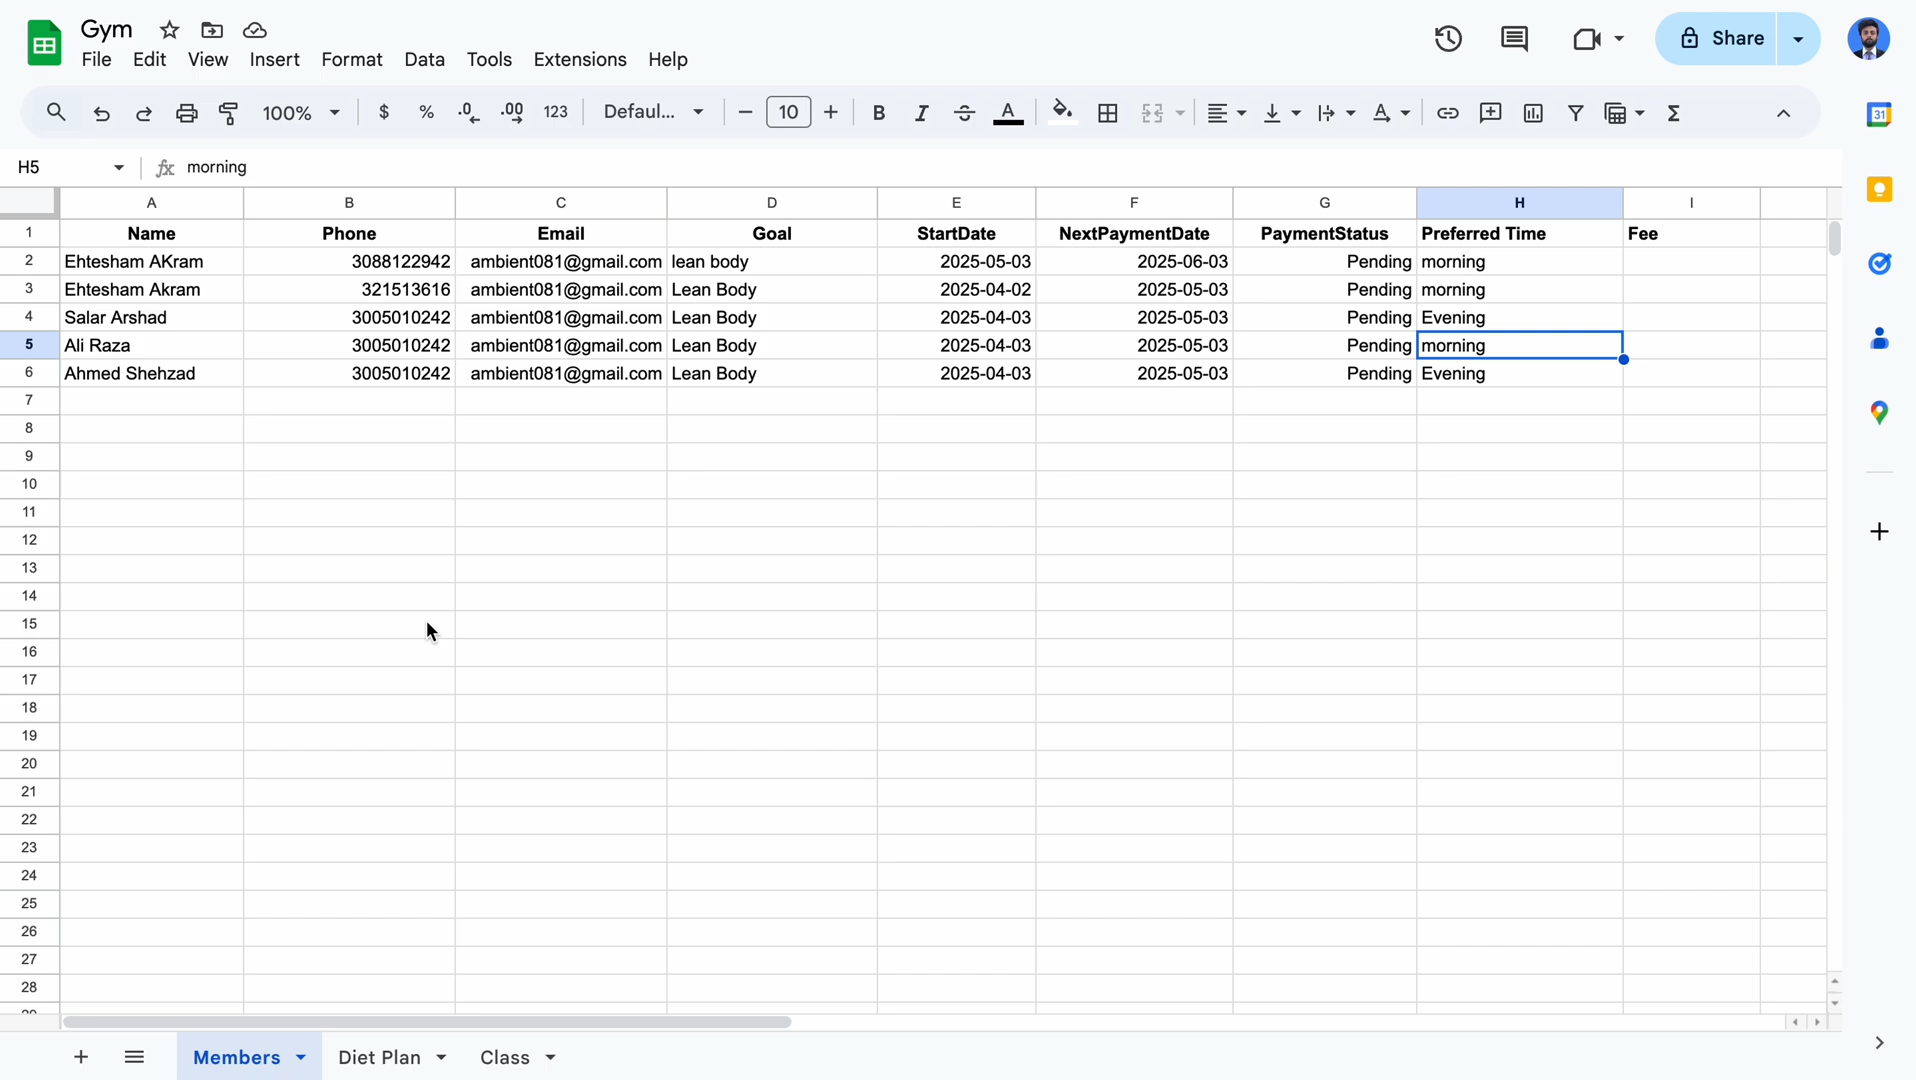 Gym
File Edit View Insert Format Data Tools Extensions Help
Share
100% $ % .0 .00 123 Defaul... 10 B I A Σ
31
H5 fx morning
A B C D E F G H I
1 Name Phone Email Goal StartDate NextPaymentDate PaymentStatus Preferred Time Fee
2 Ehtesham AKram 3088122942 ambient081@gmail.com lean body 2025-05-03 2025-06-03 Pending morning
3 Ehtesham Akram 321513616 ambient081@gmail.com Lean Body 2025-04-02 2025-05-03 Pending morning
4 Salar Arshad 3005010242 ambient081@gmail.com Lean Body 2025-04-03 2025-05-03 Pending Evening
5 Ali Raza 3005010242 ambient081@gmail.com Lean Body 2025-04-03 2025-05-03 Pending morning
6 Ahmed Shehzad 3005010242 ambient081@gmail.com Lean Body 2025-04-03 2025-05-03 Pending Evening
7
8
9
10
11
12
13
14
15
16
17
18
19
20
21
22
23
24
25
26
27
28
Members Diet Plan Class